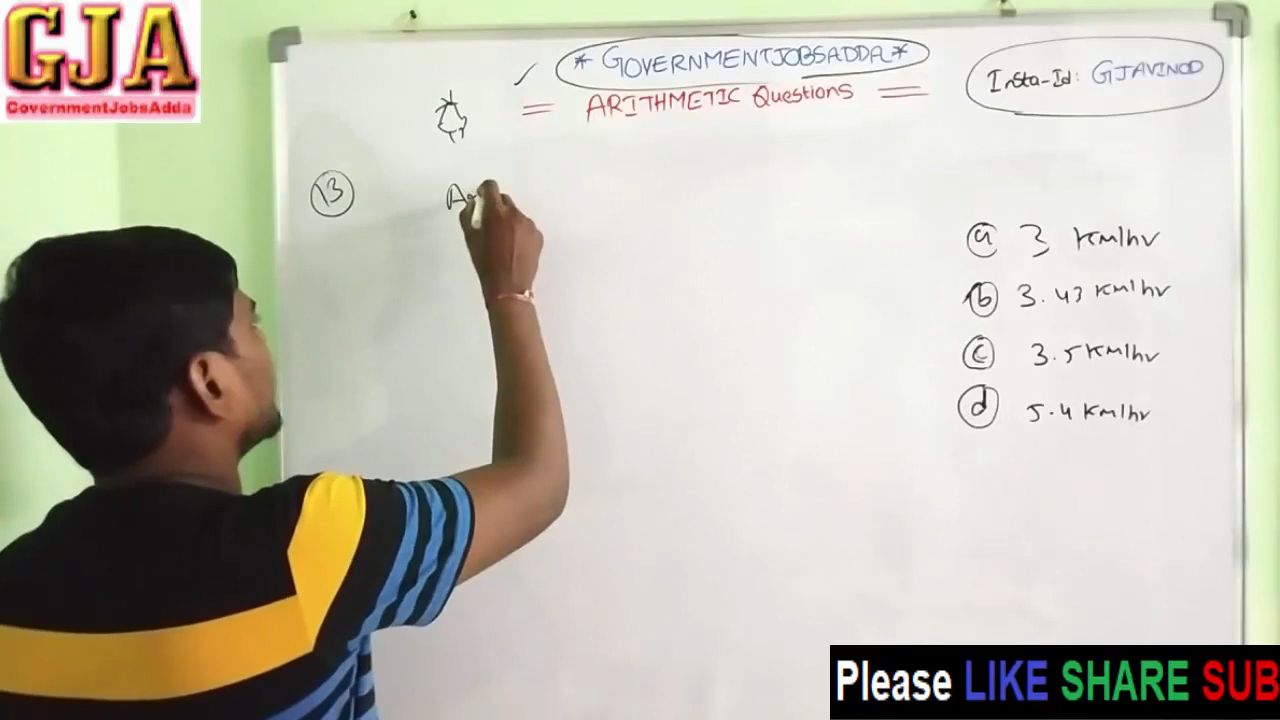 GJA
GovernmentJobsAdda
* GOVERNMENTJOBSADDA *
Insta-Id: GJAVINOD
= ARITHMETIC Questions =
13
a 3 Km/hr
b 3.43 Km/hr
c 3.5 Km/hr
d 5.4 Km/hr
Please LIKE SHARE SUB